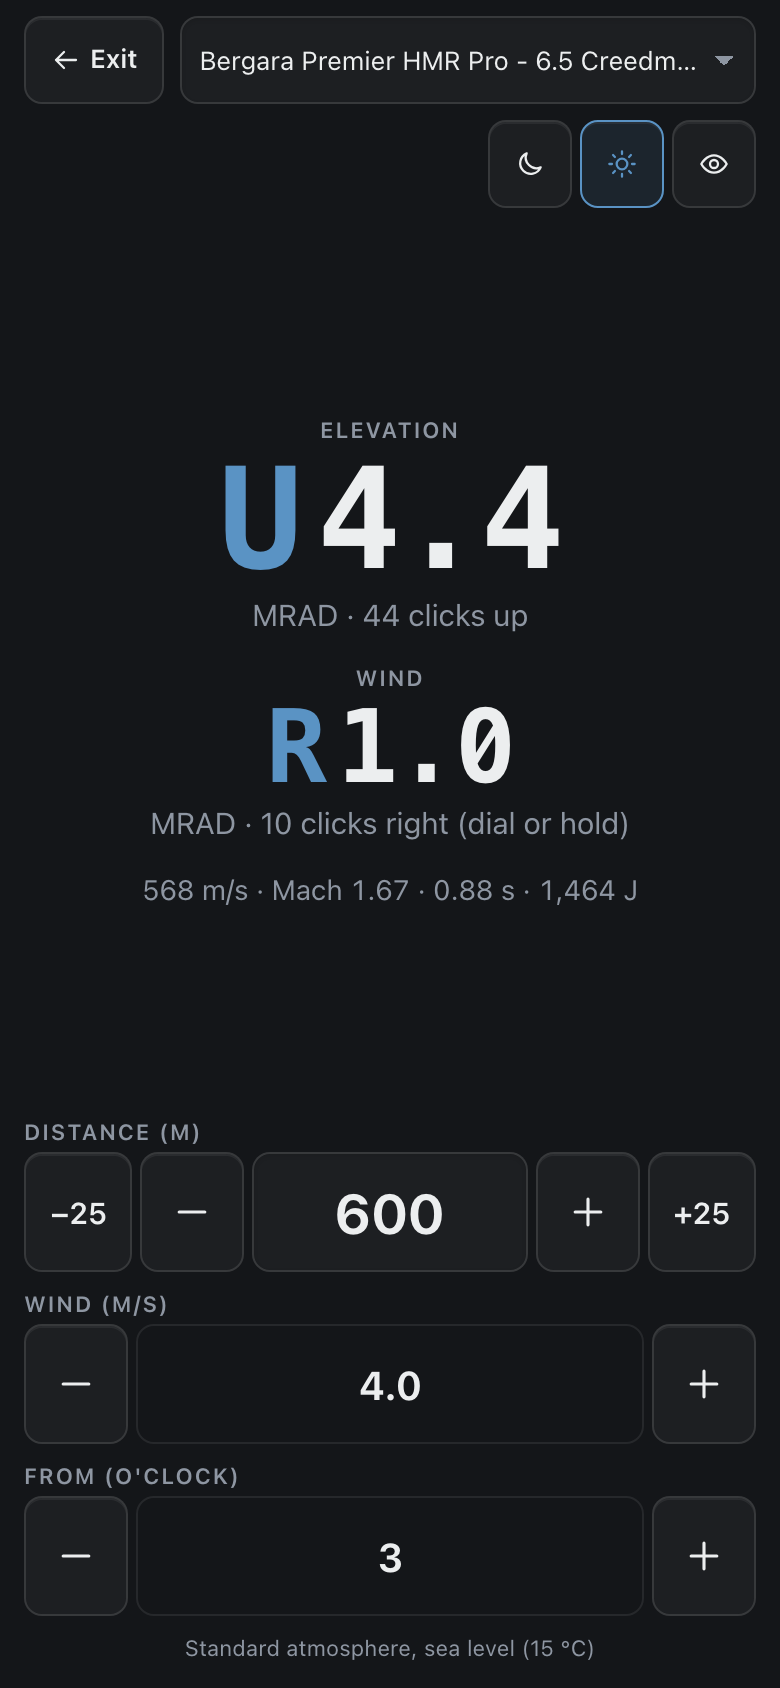 ← Exit
Bergara Premier HMR Pro - 6.5 Creedm...
ELEVATION
U4.4
MRAD · 44 clicks up
WIND
R1.0
MRAD · 10 clicks right (dial or hold)
568 m/s · Mach 1.67 · 0.88 s · 1,464 J
DISTANCE (M)
−25 − 600 + +25
WIND (M/S)
− 4.0 +
FROM (O'CLOCK)
− 3 +
Standard atmosphere, sea level (15 °C)